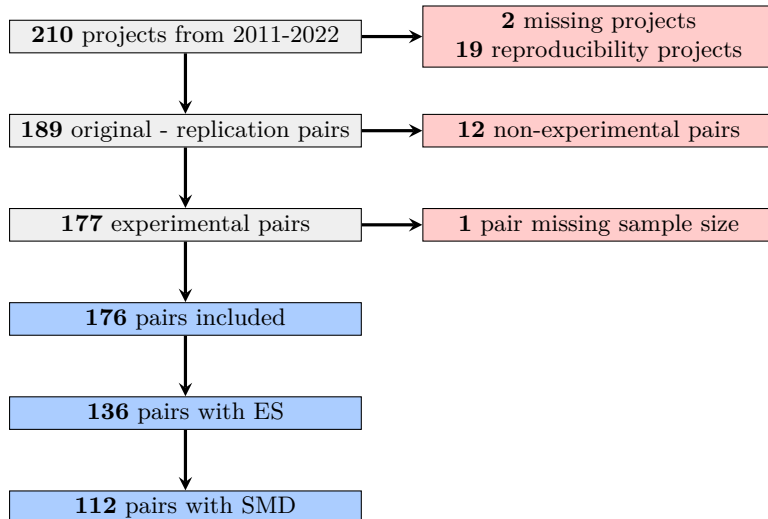 210 projects from 2011-2022
2 missing projects
19 reproducibility projects
189 original - replication pairs
12 non-experimental pairs
177 experimental pairs
1 pair missing sample size
176 pairs included
136 pairs with ES
112 pairs with SMD